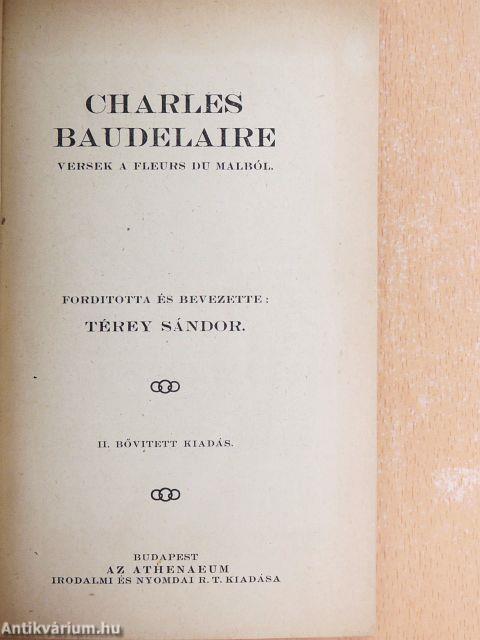 CHARLES
BAUDELAIRE
VERSEK A FLEURS DU MALBÓL.
FORDITOTTA ÉS BEVEZETTE :
TÉREY SÁNDOR.
II. BŐVITETT KIADÁS.
BUDAPEST
AZ ATHENAEUM
IRODALMI ÉS NYOMDAI R. T. KIADÁSA
Antikvárium.hu